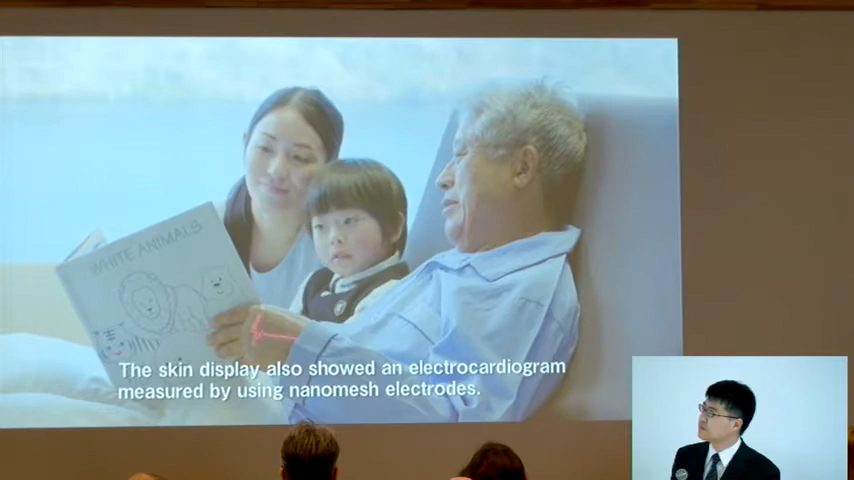 WHITE ANIMALS
The skin display also showed an electrocardiogram
measured by using nanomesh electrodes.